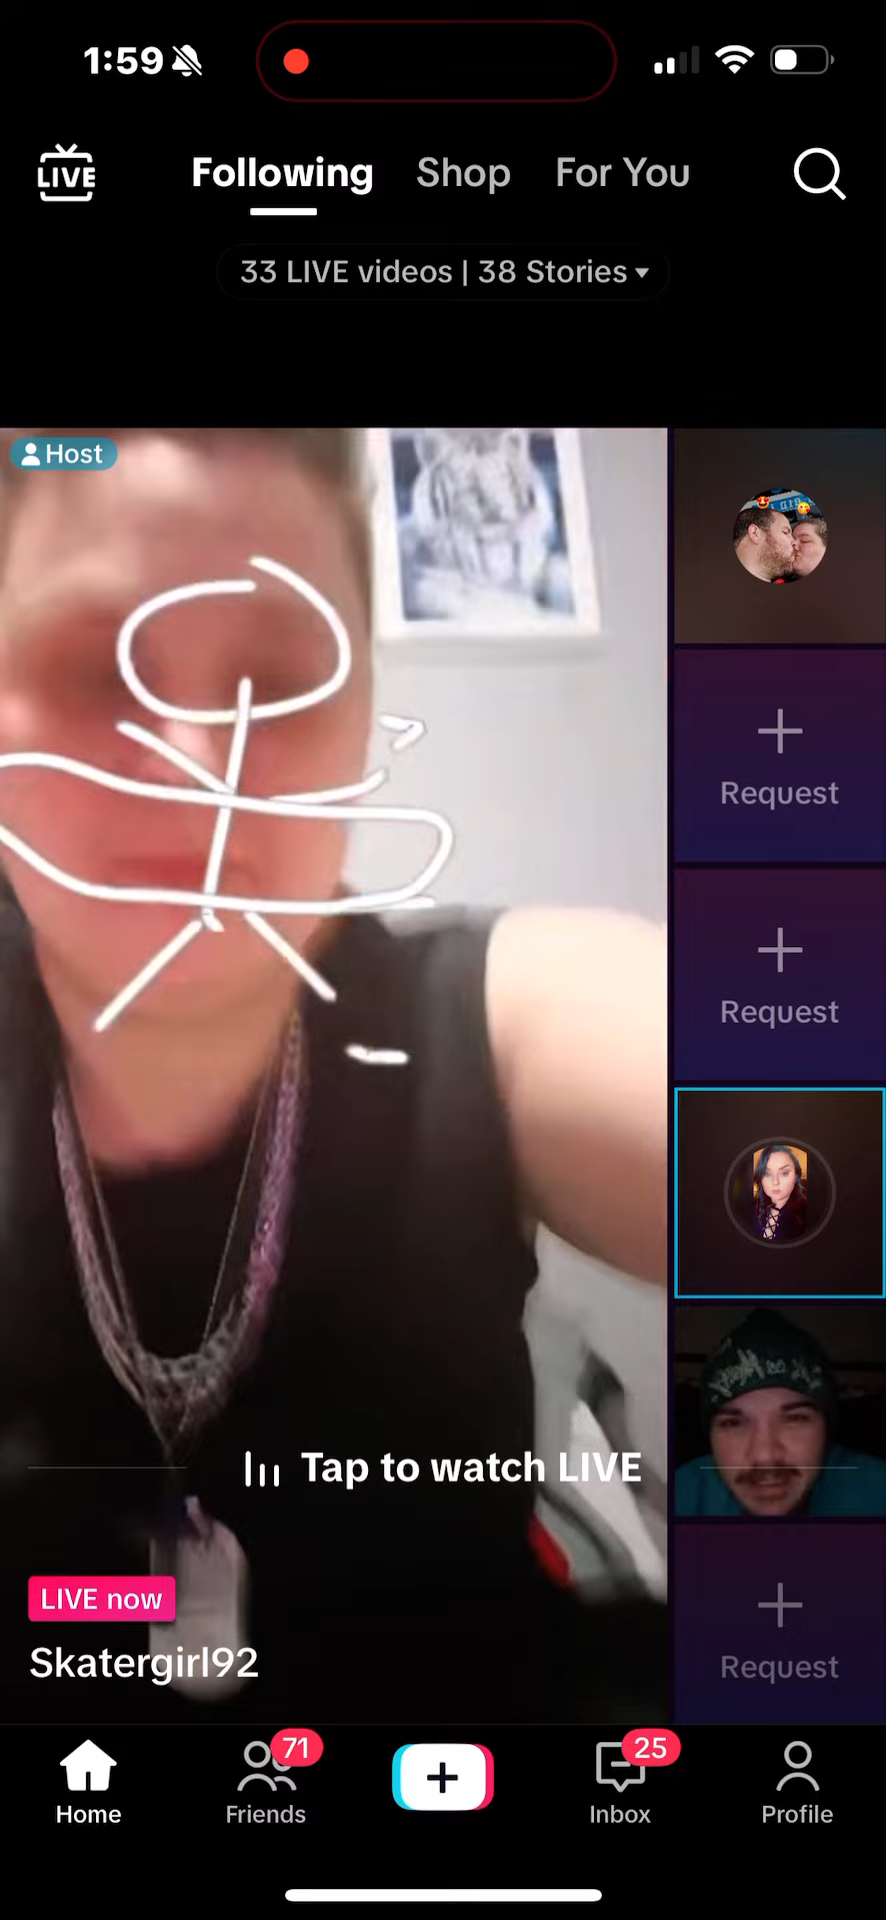 1:59
LIVE
Following Shop For You
33 LIVE videos | 38 Stories
Host
Request
Request
Tap to watch LIVE
LIVE now
Skatergirl92
Request
71
25
Home Friends Inbox Profile